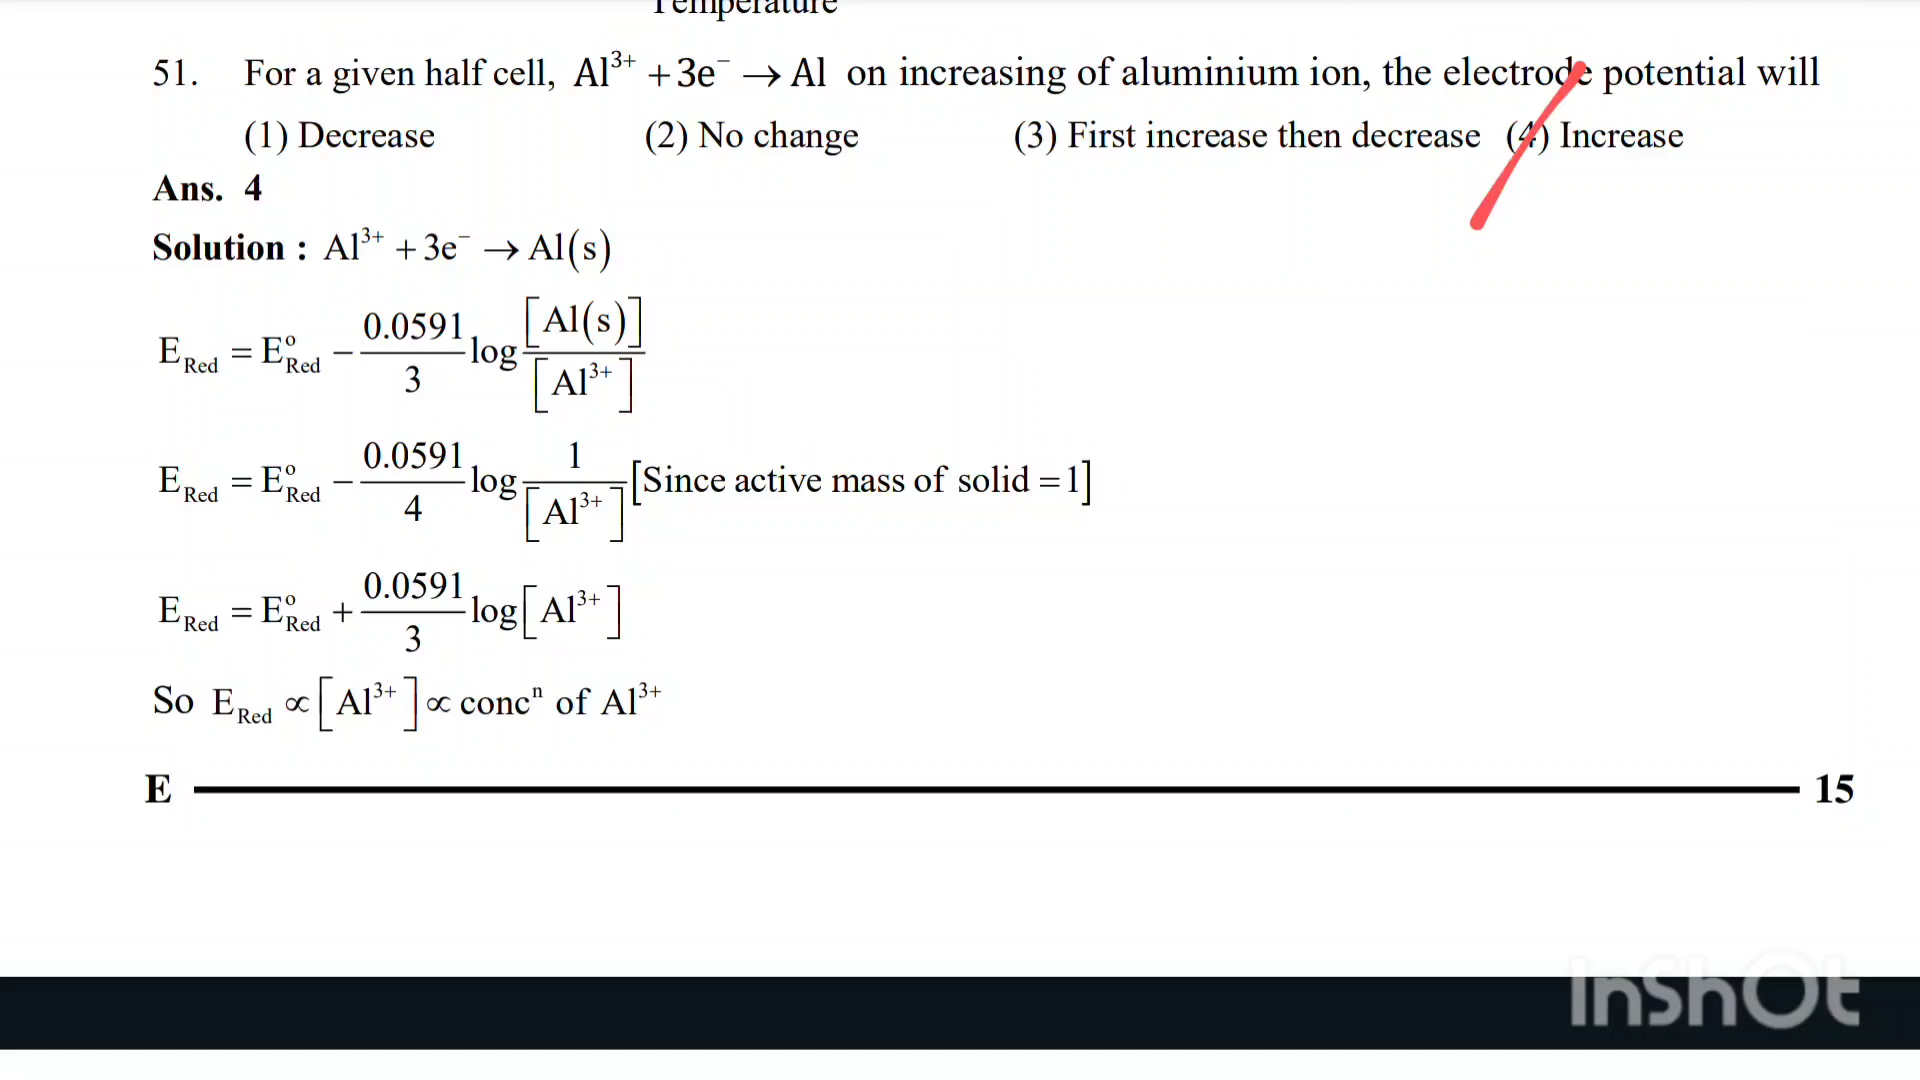 Temperature
51. For a given half cell, Al³⁺ + 3e⁻ → Al on increasing of aluminium ion, the electrode potential will
(1) Decrease (2) No change (3) First increase then decrease (4) Increase
Ans. 4
Solution : Al³⁺ + 3e⁻ → Al(s)
E_Red = E°_Red − 0.0591/3 log [Al(s)]/[Al³⁺]
E_Red = E°_Red − 0.0591/4 log 1/[Al³⁺] [Since active mass of solid = 1]
E_Red = E°_Red + 0.0591/3 log[Al³⁺]
So E_Red ∝ [Al³⁺] ∝ concⁿ of Al³⁺
E 15
InShOt